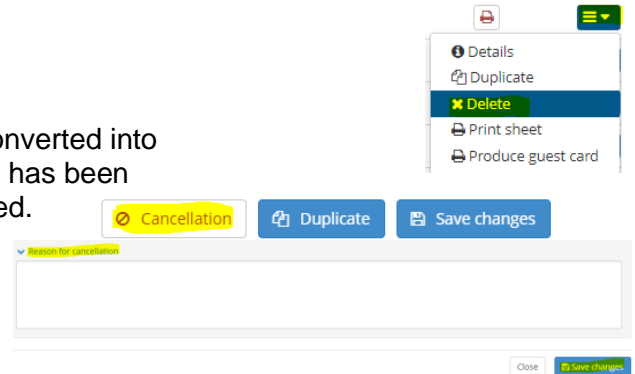 Details
Duplicate
Delete
Print sheet
Produce guest card
onverted into
has been
ed.
Cancellation
Duplicate
Save changes
Reason for cancellation
Close
Save changes